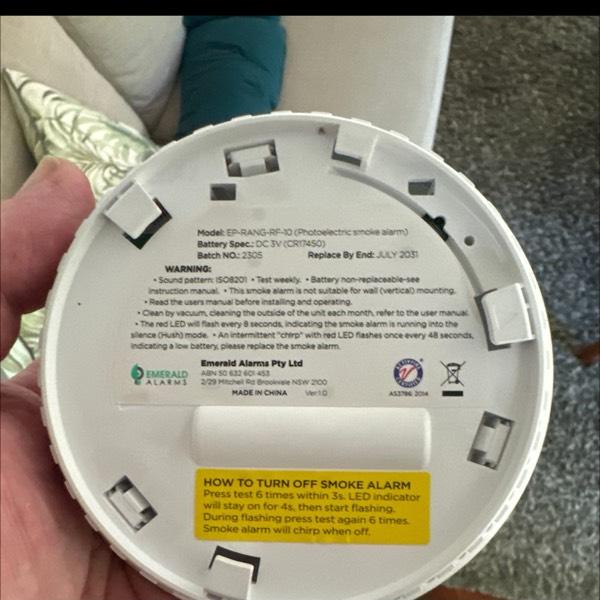 Model: EP-RANG-RF-10 (Photoelectric smoke alarm)
Battery Spec.: DC 3V (CR17450)
Batch NO.: 2305 Replace By End: JULY 2031
WARNING:
• Sound pattern: ISO8201 • Test weekly. • Battery non-replaceable-see
instruction manual. • This smoke alarm is not suitable for wall (vertical) mounting.
• Read the users manual before installing and operating.
• Clean by vacuum, cleaning the outside of the unit each month, refer to the user manual.
• The red LED will flash every 8 seconds, indicating the smoke alarm is running into the
silence (Hush) mode. • An intermittent "chirp" with red LED flashes once every 48 seconds,
indicating a low battery, please replace the smoke alarm.
EMERALD
ALARMS
Emerald Alarms Pty Ltd
ABN 50 632 601 453
2/29 Mitchell Rd Brookvale NSW 2100
MADE IN CHINA Ver:1.0
AS3786: 2014
HOW TO TURN OFF SMOKE ALARM
Press test 6 times within 3s. LED indicator
will stay on for 4s, then start flashing.
During flashing press test again 6 times.
Smoke alarm will chirp when off.